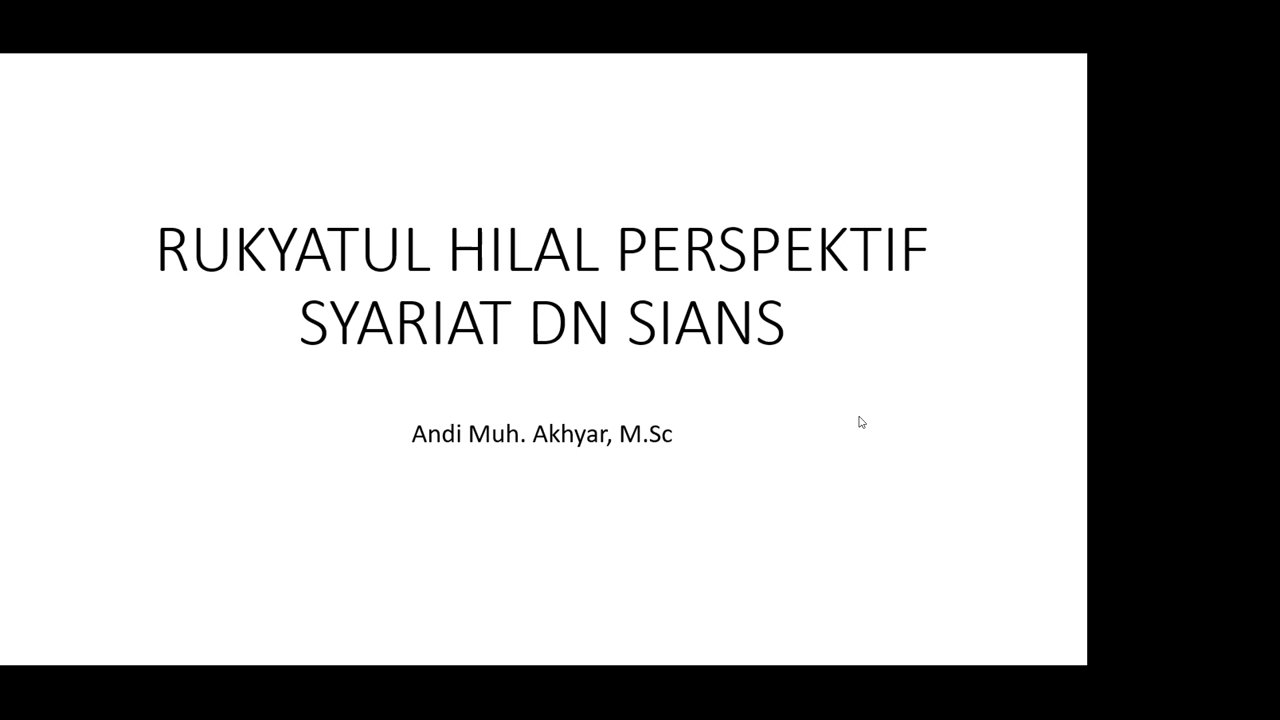 RUKYATUL HILAL PERSPEKTIF
SYARIAT DN SIANS
Andi Muh. Akhyar, M.Sc